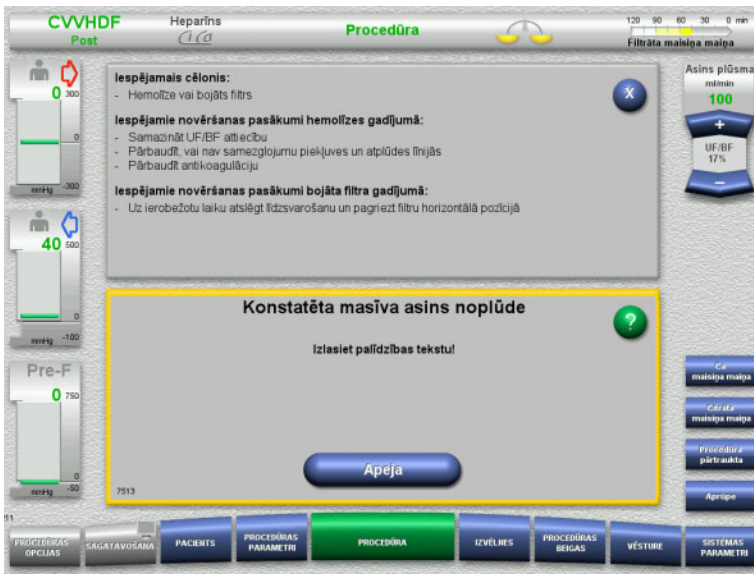 CVVHDF
Post
Heparīns
Ci Ca
Procedūra
120 90 60 30 0 min
Filtrāta maisiņa maiņa
0 300
0
mmHg -300
40 500
0
mmHg -100
Pre-F
0 750
0
mmHg -50
Iespējamais cēlonis:
- Hemolīze vai bojāts filtrs
Iespējamie novēršanas pasākumi hemolīzes gadījumā:
- Samazināt UF/BF attiecību
- Pārbaudīt, vai nav samezglojumu piekļuves un atplūdes līnijās
- Pārbaudīt antikoagulāciju
Iespējamie novēršanas pasākumi bojāta filtra gadījumā:
- Uz ierobežotu laiku atslēgt līdzsvarošanu un pagriezt filtru horizontālā pozīcijā
X
Konstatēta masīva asins noplūde
?
Izlasiet palīdzības tekstu!
Apeja
7513
Asins plūsma
ml/min
100
+
UF/BF
17%
−
Ca
maisiņa maiņa
Citrāta
maisiņa maiņa
Procedūra
pārtraukta
Aprūpe
211
PROCEDŪRAS
OPCIJAS
SAGATAVOŠANA
PACIENTS
PROCEDŪRAS
PARAMETRI
PROCEDŪRA
IZVĒLNES
PROCEDŪRAS
BEIGAS
VĒSTURE
SISTĒMAS
PARAMETRI